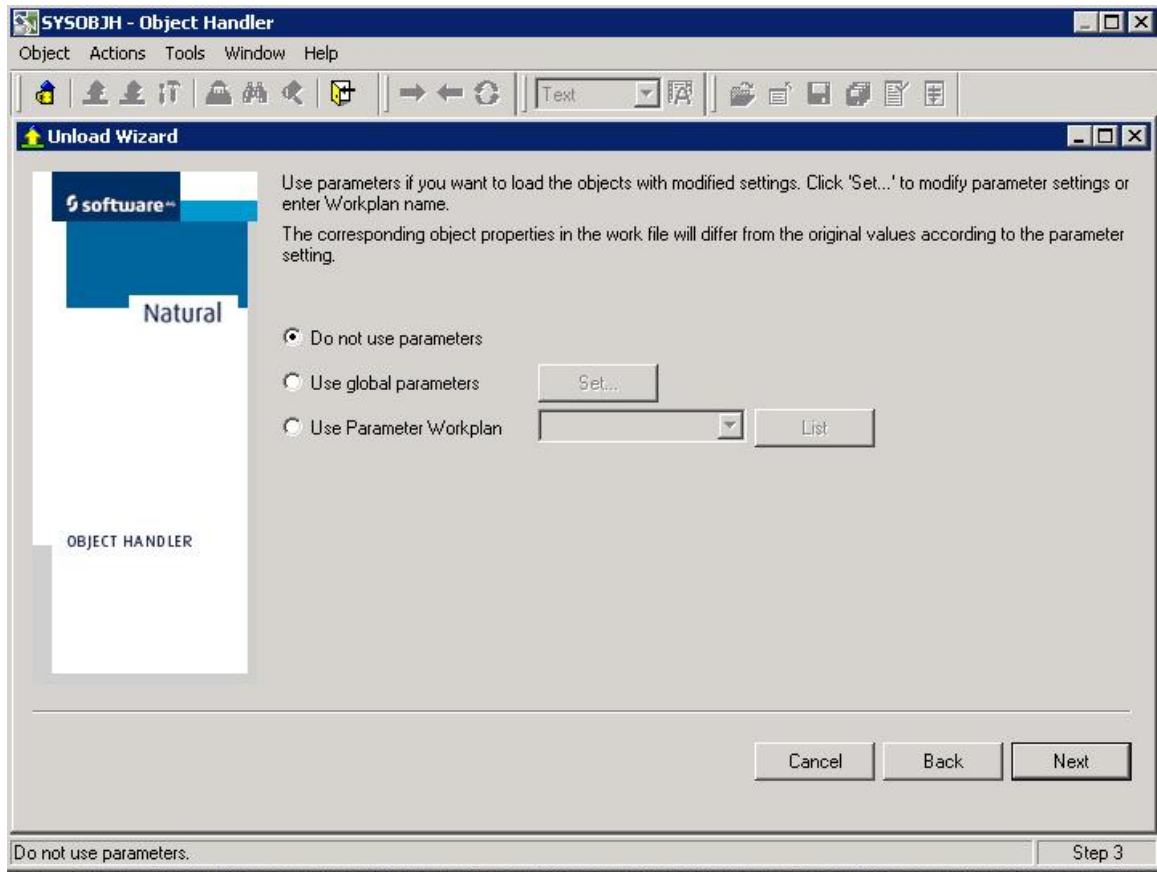 SYSOBJH - Object Handler
Object Actions Tools Window Help
Text
Unload Wizard
software AG
Natural
OBJECT HANDLER
Use parameters if you want to load the objects with modified settings. Click 'Set...' to modify parameter settings or
enter Workplan name.
The corresponding object properties in the work file will differ from the original values according to the parameter
setting.
Do not use parameters
Use global parameters Set...
Use Parameter Workplan List
Cancel Back Next
Do not use parameters. Step 3